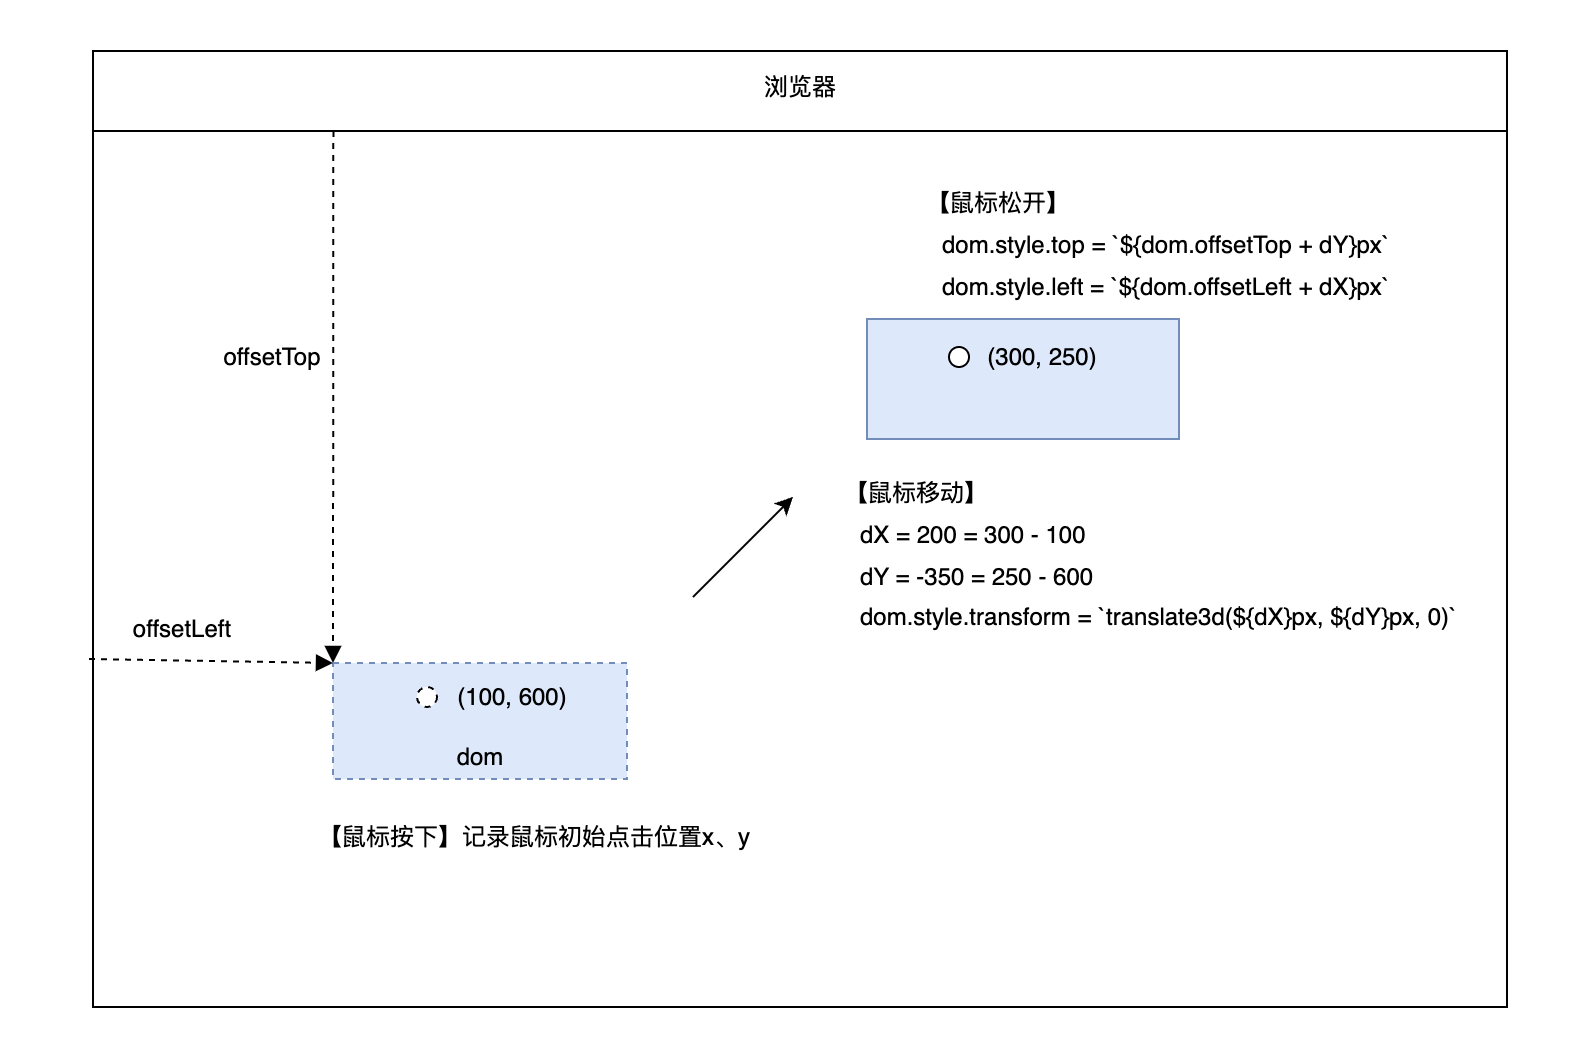 浏览器
【鼠标松开】
dom.style.top = `${dom.offsetTop + dY}px`
dom.style.left = `${dom.offsetLeft + dX}px`
offsetTop
(300, 250)
【鼠标移动】
dX = 200 = 300 - 100
dY = -350 = 250 - 600
dom.style.transform = `translate3d(${dX}px, ${dY}px, 0)`
offsetLeft
(100, 600)
dom
【鼠标按下】记录鼠标初始点击位置x、y